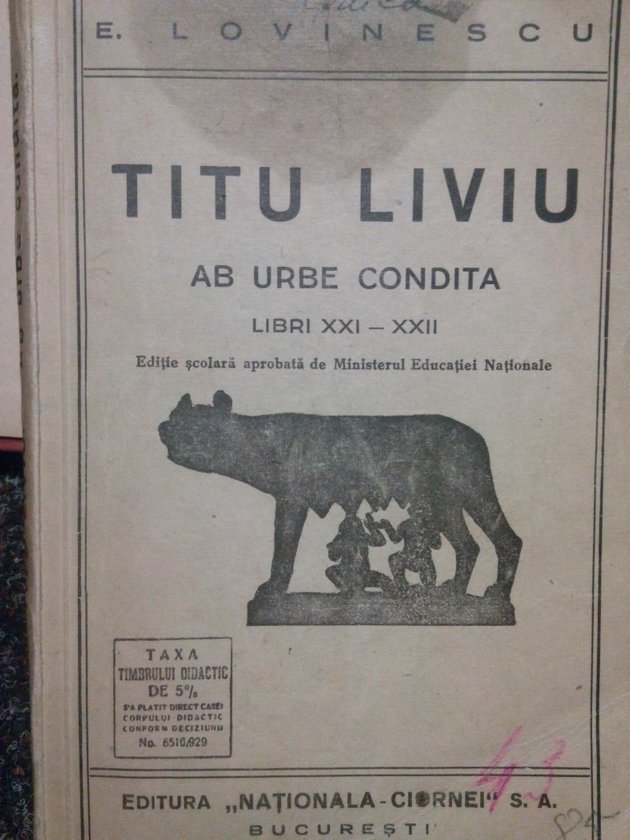 E. LOVINESCU
TITU LIVIU
AB URBE CONDITA
LIBRI XXI — XXII
Ediție școlară aprobată de Ministerul Educației Naționale
TAXA
TIMBRULUI DIDACTIC
DE 5%
S'A PLATIT DIRECT CASEI
CORPULUI DIDACTIC
CONFORM DECIZIUNII
No. 6510/929
EDITURA „NAȚIONALA-CIORNEI“ S. A.
BUCUREȘTI